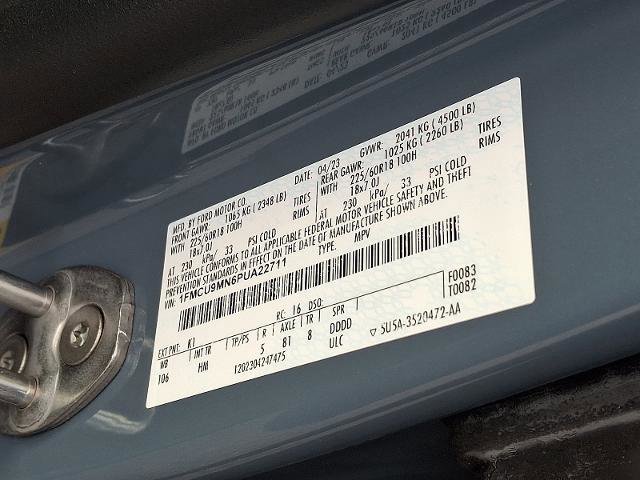 MFD. BY FORD MOTOR CO. DATE: 04/23 GVWR: 2041 KG ( 4500 LB)
FRONT GAWR: 1065 KG ( 2348 LB) REAR GAWR: 1025 KG ( 2260 LB)
WITH 225/60R18 100H TIRES WITH 225/60R18 100H TIRES
18x7.0J RIMS 18x7.0J RIMS
AT 230 kPa/ 33 PSI COLD AT 230 kPa/ 33 PSI COLD
THIS VEHICLE CONFORMS TO ALL APPLICABLE FEDERAL MOTOR VEHICLE SAFETY AND THEFT
PREVENTION STANDARDS IN EFFECT ON THE DATE OF MANUFACTURE SHOWN ABOVE.
VIN: 1FMCU9MN6PUA22711 TYPE: MPV
EXT PNT: K1 RC: 16 DSO: F0083
WB INT TR TP/PS R AXLE TR SPR T0082
106 HM 5 B1 8 DDDD
1202304247475 ULC ▽ 5U5A-3520472-AA